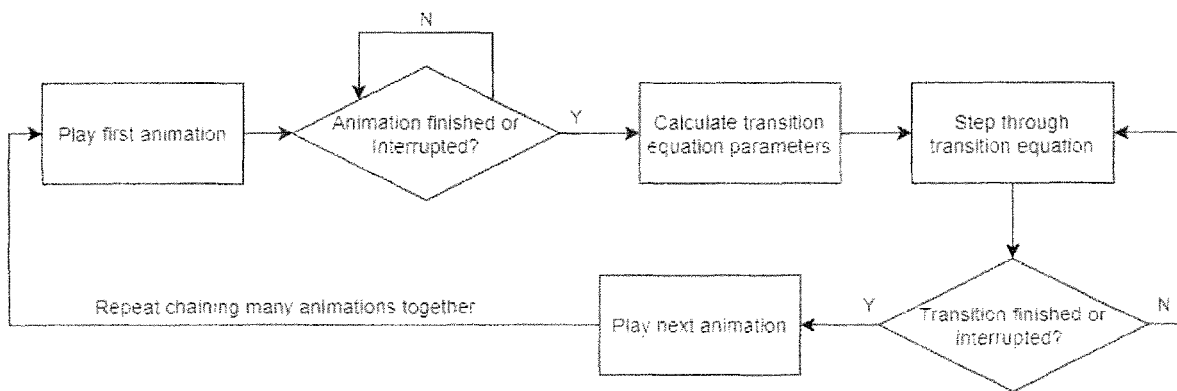 N
Play first animation
Animation finished or
interrupted?
Y
Calculate transition
equation parameters
Step through
transition equation
Repeat chaining many animations together
Play next animation
Y
Transition finished or
interrupted?
N